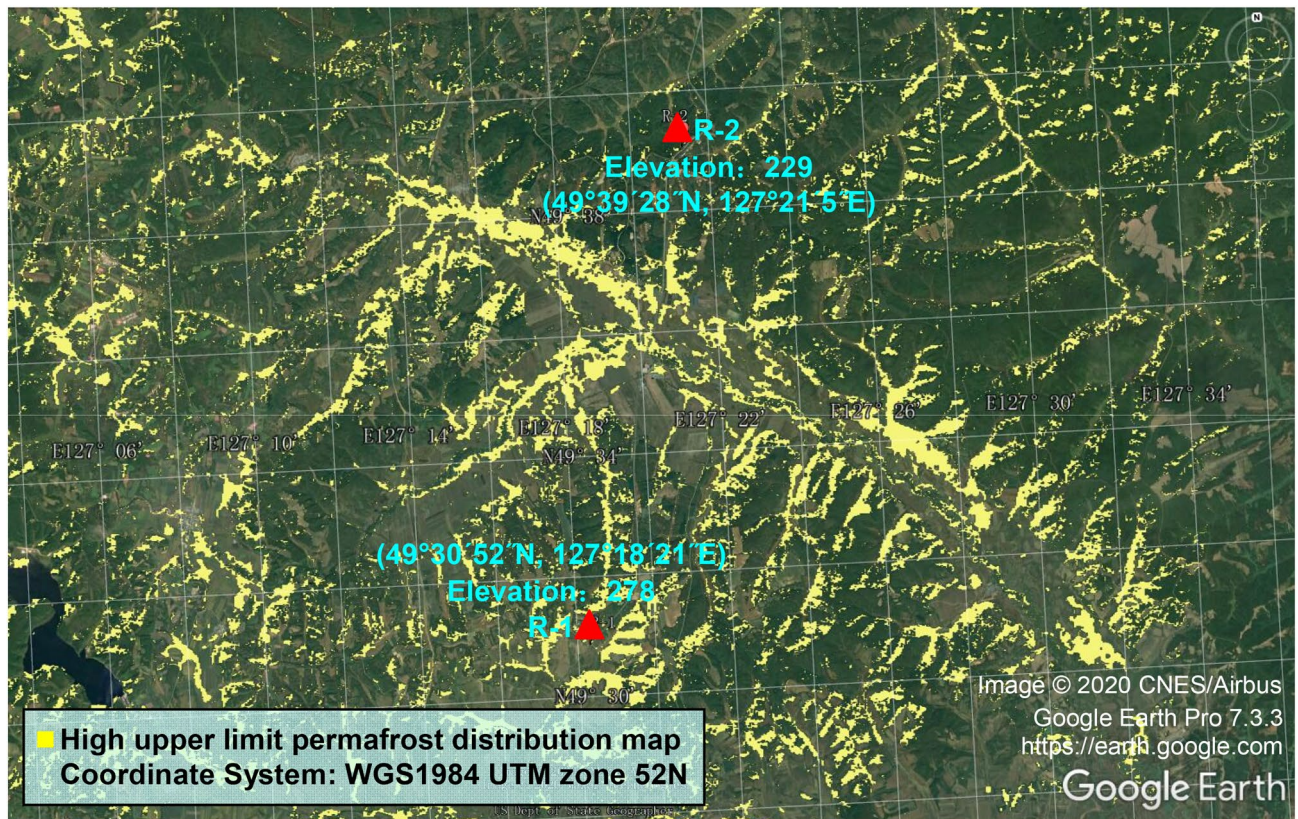 N
R-2
R-2
Elevation：229
(49°39´28˝N, 127°21´5˝E)
N49° 38'
E127° 06'
E127° 10'
E127° 14'
E127° 18'
E127° 22'
E127° 26'
E127° 30'
E127° 34'
N49° 34'
(49°30´52˝N, 127°18´21˝E)
Elevation：278
R-1
N49° 30'
High upper limit permafrost distribution map
Coordinate System: WGS1984 UTM zone 52N
Image © 2020 CNES/Airbus
Google Earth Pro 7.3.3
https://earth.google.com
Google Earth
US Dept of State Geographer